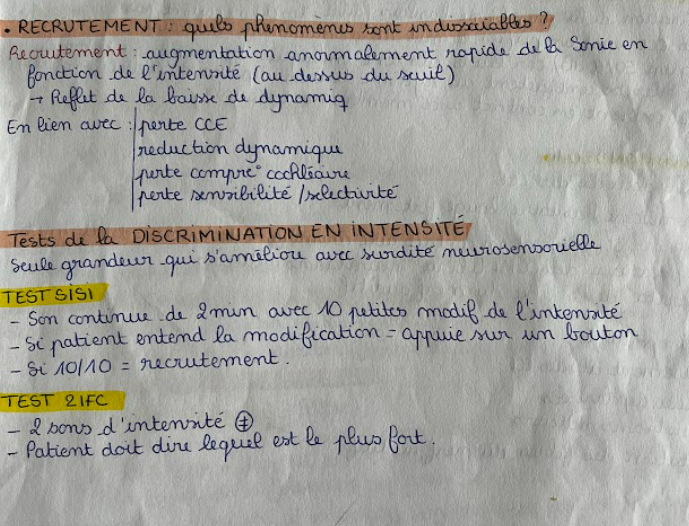 • RECRUTEMENT : quels phénomènes sont indissociables ?
Recrutement : augmentation anormalement rapide de la Sonie en
fonction de l'intensité (au dessus du seuil)
→ Reflet de la baisse de dynamiq
En lien avec : perte CCE
reduction dynamique
perte compre° cochléaire
perte sensibilité / selectivité
Tests de la DISCRIMINATION EN INTENSITÉ
Seule grandeur qui s'améliore avec surdité neurosensorielle
TEST SISI
- Son continue de 2min avec 10 petites modif de l'intensité
- Si patient entend la modification = appuie sur un bouton
- Si 10/10 = recrutement.
TEST 2IFC
- 2 sons d'intensité ≠
- Patient doit dire lequel est le plus fort.